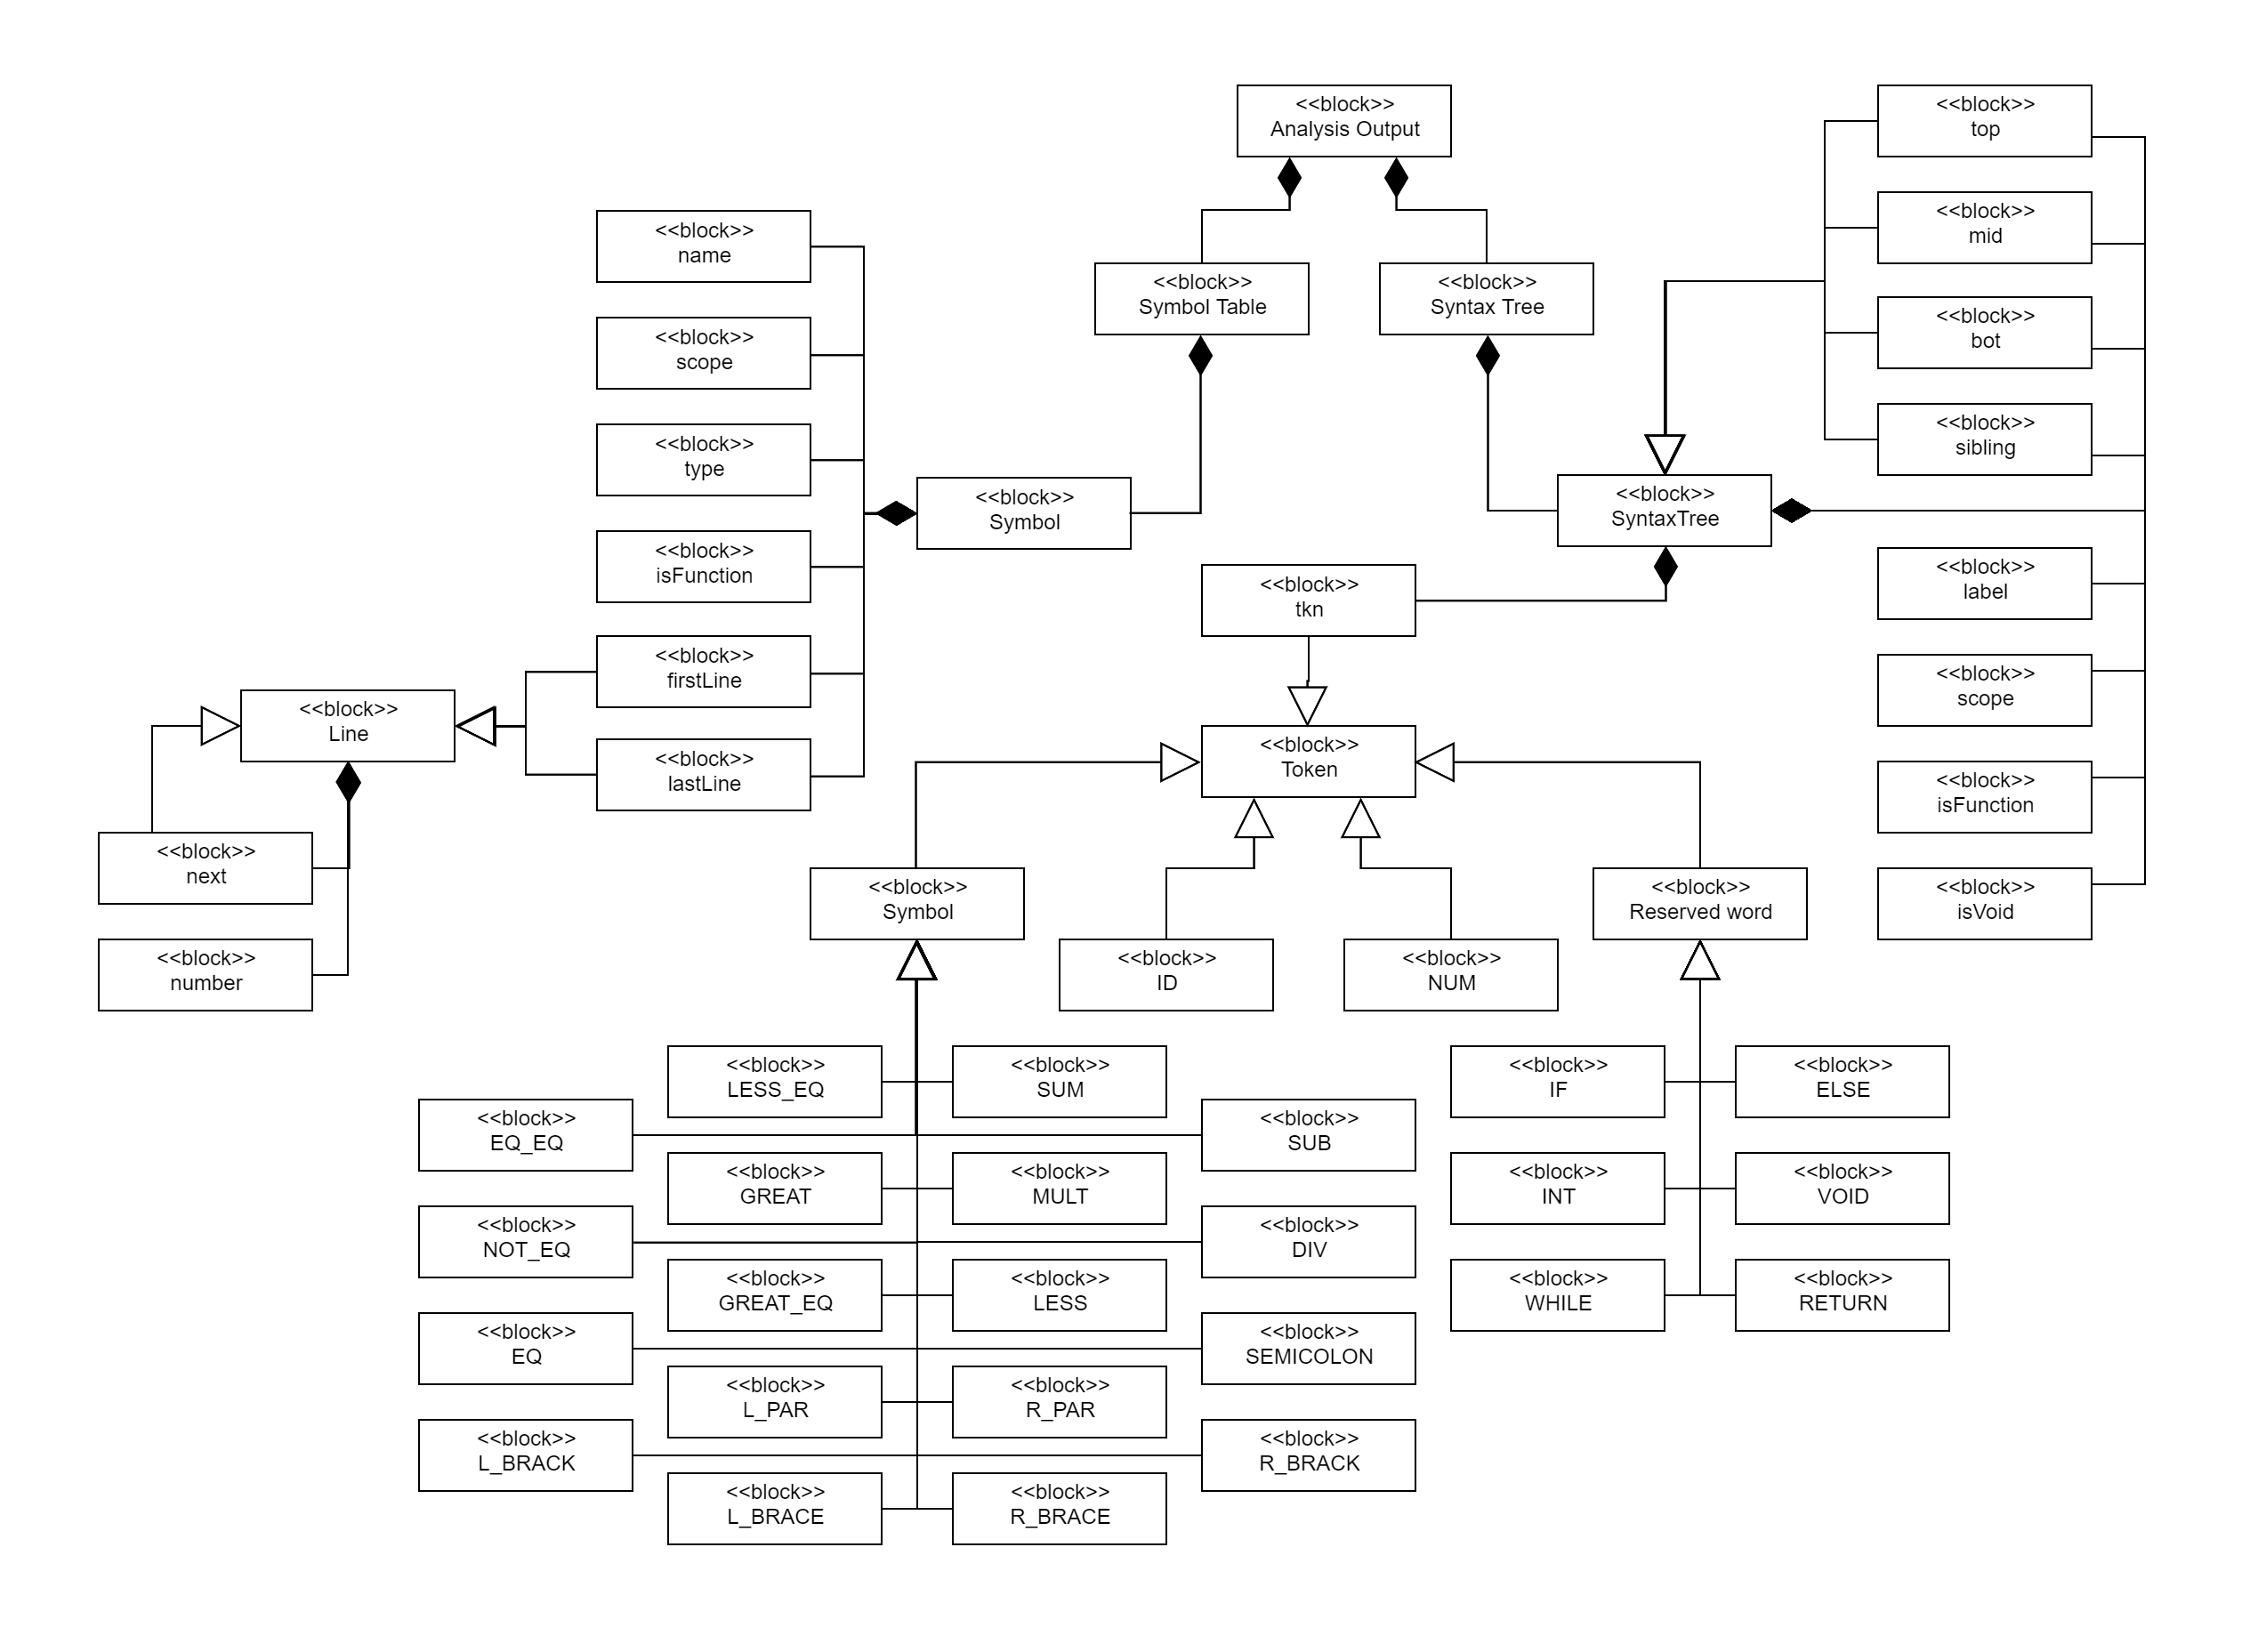 <<block>>
Analysis Output
<<block>>
top
<<block>>
mid
<<block>>
name
<<block>>
Symbol Table
<<block>>
Syntax Tree
<<block>>
bot
<<block>>
scope
<<block>>
sibling
<<block>>
type
<<block>>
Symbol
<<block>>
SyntaxTree
<<block>>
isFunction
<<block>>
tkn
<<block>>
label
<<block>>
firstLine
<<block>>
scope
<<block>>
Line
<<block>>
lastLine
<<block>>
Token
<<block>>
isFunction
<<block>>
next
<<block>>
Symbol
<<block>>
Reserved word
<<block>>
isVoid
<<block>>
number
<<block>>
ID
<<block>>
NUM
<<block>>
LESS_EQ
<<block>>
SUM
<<block>>
IF
<<block>>
ELSE
<<block>>
EQ_EQ
<<block>>
SUB
<<block>>
GREAT
<<block>>
MULT
<<block>>
INT
<<block>>
VOID
<<block>>
NOT_EQ
<<block>>
DIV
<<block>>
GREAT_EQ
<<block>>
LESS
<<block>>
WHILE
<<block>>
RETURN
<<block>>
EQ
<<block>>
SEMICOLON
<<block>>
L_PAR
<<block>>
R_PAR
<<block>>
L_BRACK
<<block>>
R_BRACK
<<block>>
L_BRACE
<<block>>
R_BRACE